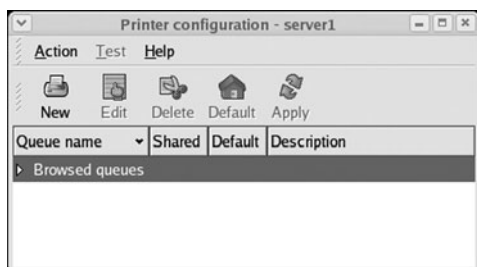 Printer configuration - server1
Action Test Help
New Edit Delete Default Apply
Queue name Shared Default Description
Browsed queues